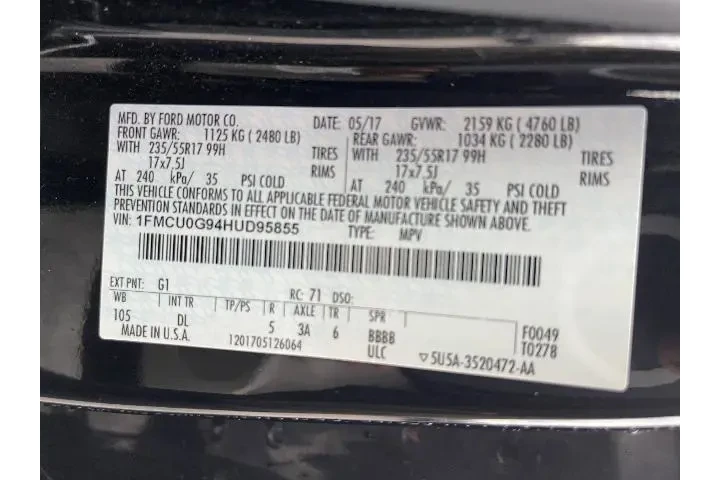 MFD. BY FORD MOTOR CO. DATE: 05/17 GVWR: 2159 KG ( 4760 LB)
FRONT GAWR: 1125 KG ( 2480 LB) REAR GAWR: 1034 KG ( 2280 LB)
WITH 235/55R17 99H TIRES WITH 235/55R17 99H TIRES
17x7.5J RIMS 17x7.5J RIMS
AT 240 kPa/ 35 PSI COLD AT 240 kPa/ 35 PSI COLD
THIS VEHICLE CONFORMS TO ALL APPLICABLE FEDERAL MOTOR VEHICLE SAFETY AND THEFT
PREVENTION STANDARDS IN EFFECT ON THE DATE OF MANUFACTURE SHOWN ABOVE.
VIN: 1FMCU0G94HUD95855 TYPE: MPV
EXT PNT: G1 RC: 71 DSO:
WB INT TR TP/PS R AXLE TR SPR
105 DL 5 3A 6 BBBB F0049
MADE IN U.S.A. 1201705126064 ULC ▽5U5A-3520472-AA T0278